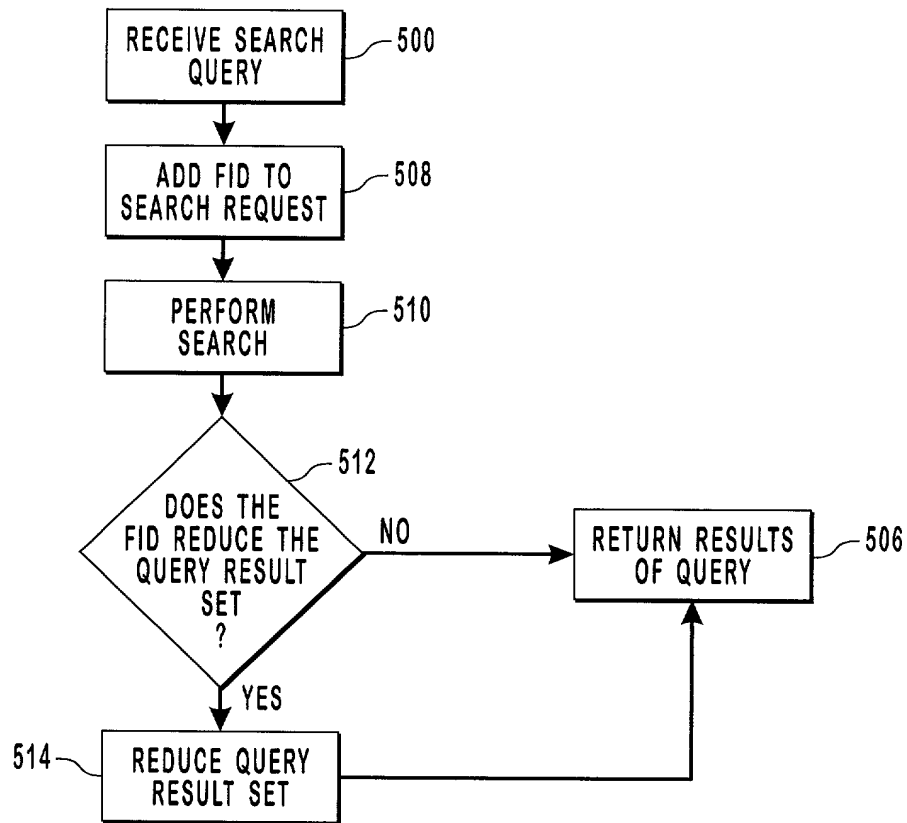 RECEIVE SEARCH
QUERY
500
ADD FID TO
SEARCH REQUEST
508
PERFORM
SEARCH
510
512
DOES THE
FID REDUCE THE
QUERY RESULT
SET
?
NO
RETURN RESULTS
OF QUERY
506
YES
514
REDUCE QUERY
RESULT SET